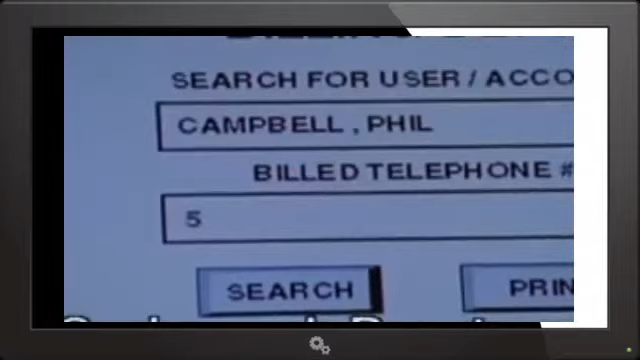 SEARCH FOR USER / ACCO
CAMPBELL , PHIL
BILLED TELEPHONE #
5
SEARCH PRIN